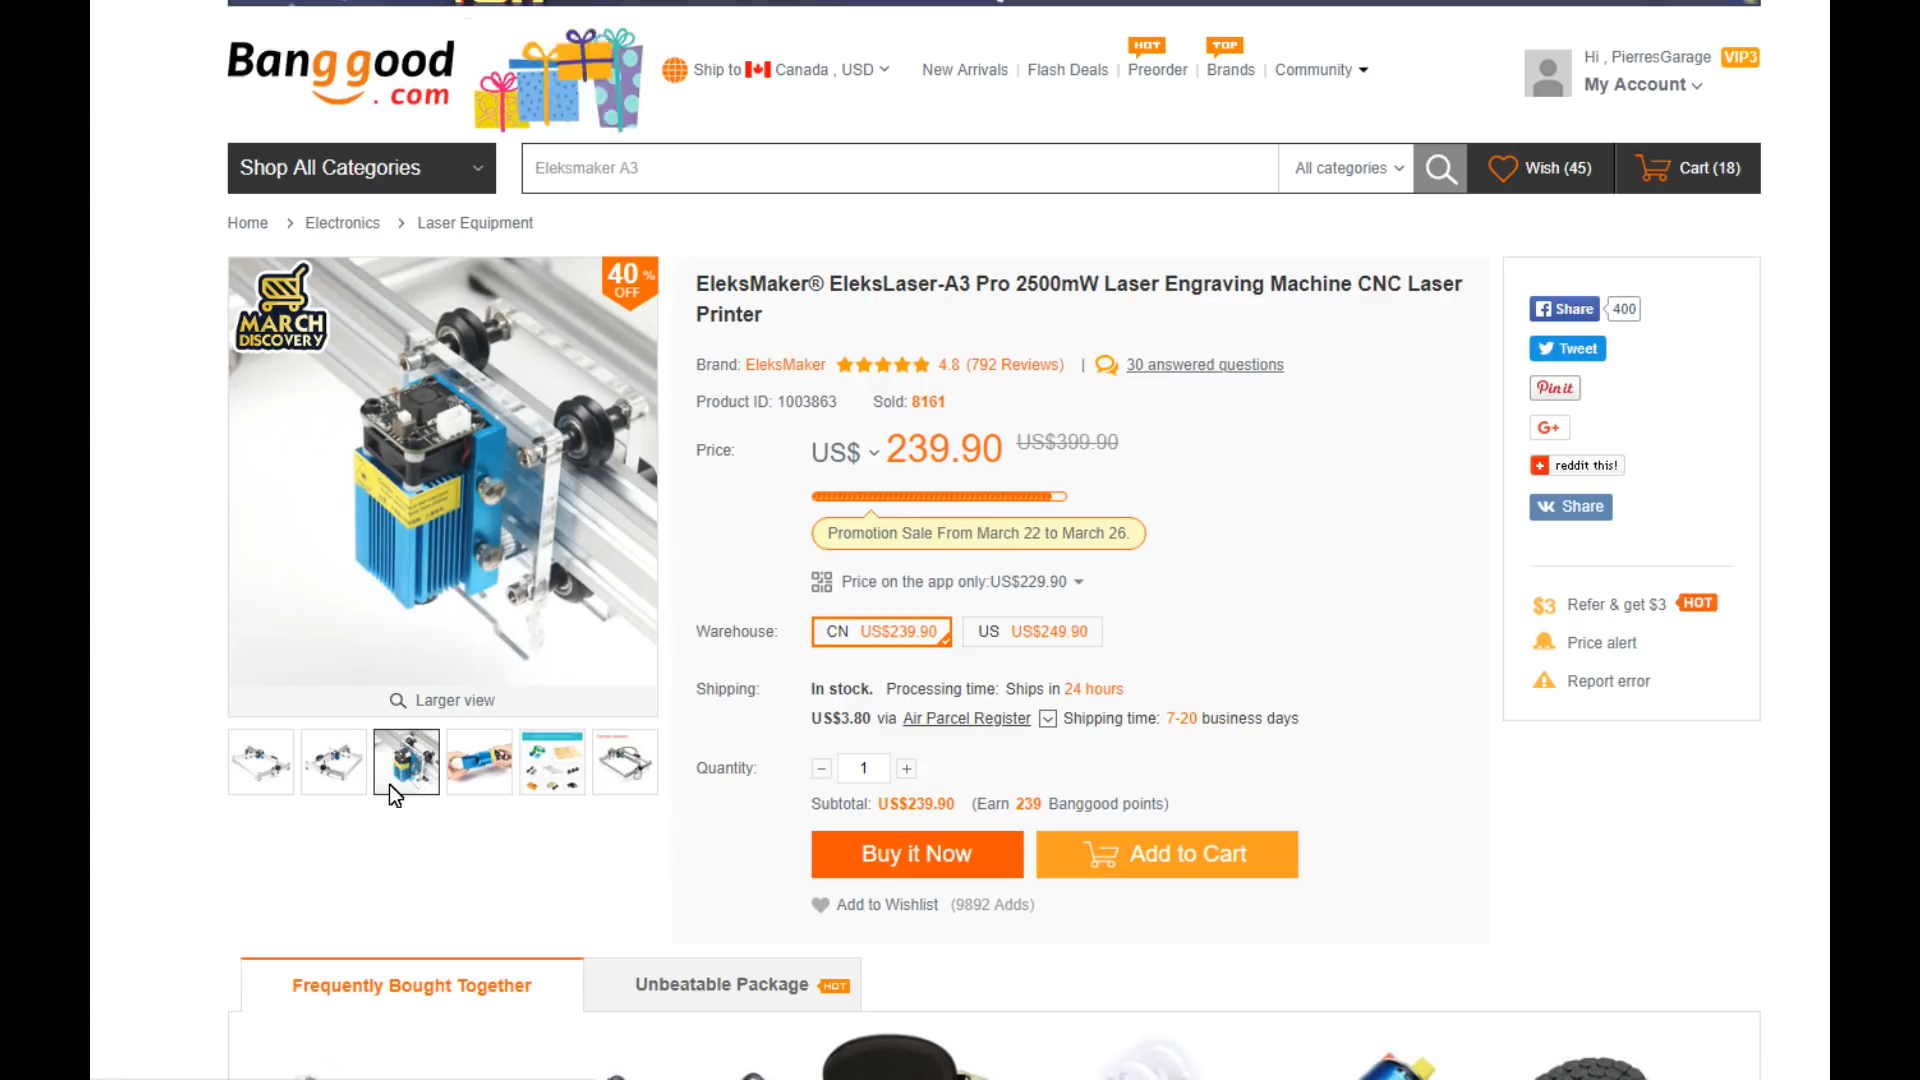 Banggood
.com
Ship to Canada , USD
New Arrivals
Flash Deals
HOT
Preorder
TOP
Brands
Community
Hi , PierresGarage VIP3
My Account
Shop All Categories
Eleksmaker A3
All categories
Wish (45)
Cart (18)
Home > Electronics > Laser Equipment
MARCH
DISCOVERY
40 %
OFF
Larger view
EleksMaker® EleksLaser-A3 Pro 2500mW Laser Engraving Machine CNC Laser
Printer
Brand: EleksMaker 4.8 (792 Reviews) | 30 answered questions
Product ID: 1003863 Sold: 8161
Price: US$ 239.90 US$399.90
Promotion Sale From March 22 to March 26.
Price on the app only:US$229.90
Warehouse: CN US$239.90 US US$249.90
Shipping: In stock. Processing time: Ships in 24 hours
US$3.80 via Air Parcel Register Shipping time: 7-20 business days
Quantity: − 1 +
Subtotal: US$239.90 (Earn 239 Banggood points)
Buy it Now
Add to Cart
Add to Wishlist (9892 Adds)
Share 400
Tweet
Pin it
G+
reddit this!
Share
$3 Refer & get $3 HOT
Price alert
Report error
Frequently Bought Together
Unbeatable Package HOT